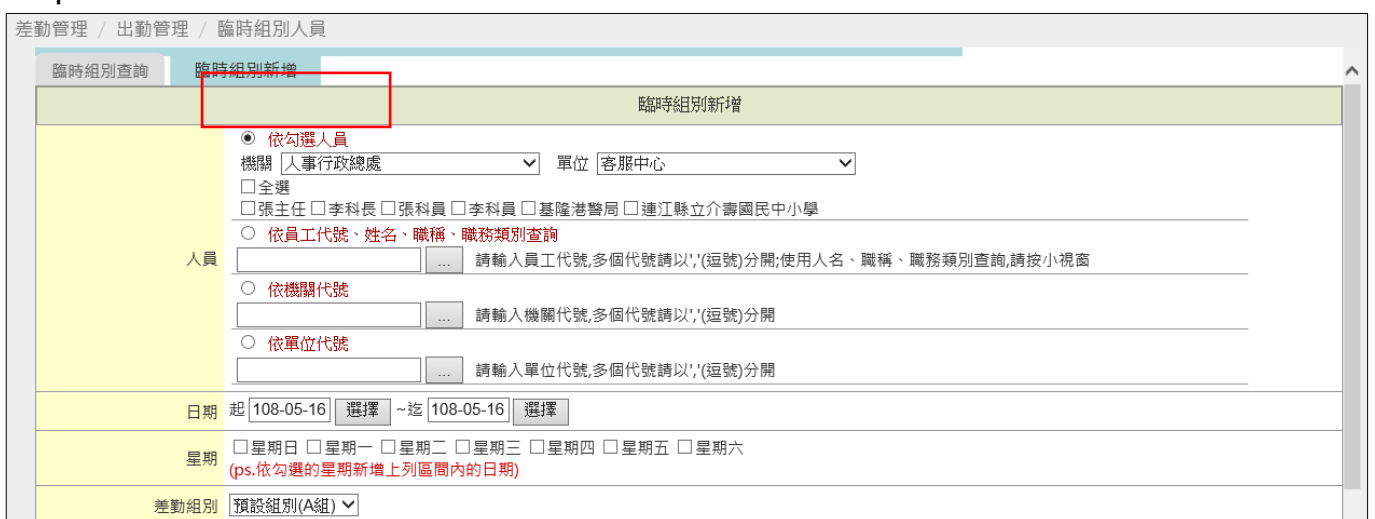 差勤管理 / 出勤管理 / 臨時組別人員
臨時組別查詢 臨時組別新增
臨時組別新增
依勾選人員
機關 人事行政總處 單位 客服中心
全選
張主任 李科長 張科員 李科員 基隆港警局 連江縣立介壽國民中小學
依員工代號、姓名、職稱、職務類別查詢
人員
... 請輸入員工代號,多個代號請以','(逗號)分開;使用人名、職稱、職務類別查詢,請按小視窗
依機關代號
... 請輸入機關代號,多個代號請以','(逗號)分開
依單位代號
... 請輸入單位代號,多個代號請以','(逗號)分開
日期 起 108-05-16 選擇 ~迄 108-05-16 選擇
星期 星期日 星期一 星期二 星期三 星期四 星期五 星期六
(ps.依勾選的星期新增上列區間內的日期)
差勤組別 預設組別(A組)